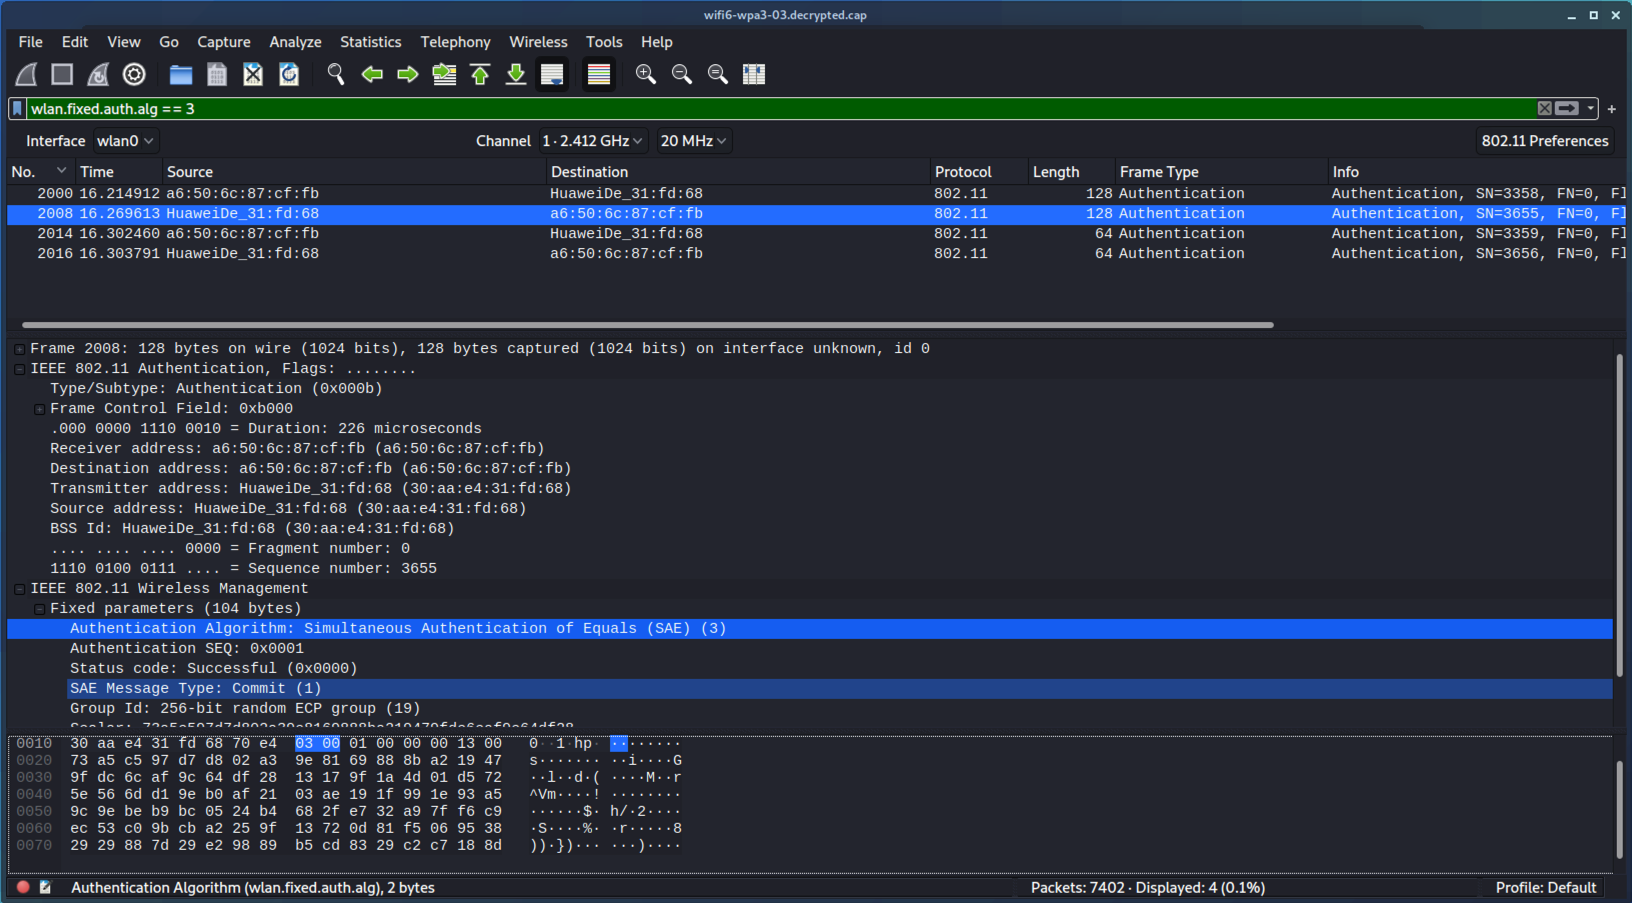 wifi6-wpa3-03.decrypted.cap
File Edit View Go Capture Analyze Statistics Telephony Wireless Tools Help
wlan.fixed.auth.alg == 3
Interface wlan0 Channel 1 · 2.412 GHz 20 MHz 802.11 Preferences
No. Time Source Destination Protocol Length Frame Type Info
2000 16.214912 a6:50:6c:87:cf:fb HuaweiDe_31:fd:68 802.11 128 Authentication Authentication, SN=3358, FN=0, Fl
2008 16.269613 HuaweiDe_31:fd:68 a6:50:6c:87:cf:fb 802.11 128 Authentication Authentication, SN=3655, FN=0, Fl
2014 16.302460 a6:50:6c:87:cf:fb HuaweiDe_31:fd:68 802.11 64 Authentication Authentication, SN=3359, FN=0, Fl
2016 16.303791 HuaweiDe_31:fd:68 a6:50:6c:87:cf:fb 802.11 64 Authentication Authentication, SN=3656, FN=0, Fl
Frame 2008: 128 bytes on wire (1024 bits), 128 bytes captured (1024 bits) on interface unknown, id 0
IEEE 802.11 Authentication, Flags: ........
Type/Subtype: Authentication (0x000b)
Frame Control Field: 0xb000
.000 0000 1110 0010 = Duration: 226 microseconds
Receiver address: a6:50:6c:87:cf:fb (a6:50:6c:87:cf:fb)
Destination address: a6:50:6c:87:cf:fb (a6:50:6c:87:cf:fb)
Transmitter address: HuaweiDe_31:fd:68 (30:aa:e4:31:fd:68)
Source address: HuaweiDe_31:fd:68 (30:aa:e4:31:fd:68)
BSS Id: HuaweiDe_31:fd:68 (30:aa:e4:31:fd:68)
.... .... .... 0000 = Fragment number: 0
1110 0100 0111 .... = Sequence number: 3655
IEEE 802.11 Wireless Management
Fixed parameters (104 bytes)
Authentication Algorithm: Simultaneous Authentication of Equals (SAE) (3)
Authentication SEQ: 0x0001
Status code: Successful (0x0000)
SAE Message Type: Commit (1)
Group Id: 256-bit random ECP group (19)
0010 30 aa e4 31 fd 68 70 e4 03 00 01 00 00 00 13 00 0··1·hp· ········
0020 73 a5 c5 97 d7 d8 02 a3 9e 81 69 88 8b a2 19 47 s······· ··i····G
0030 9f dc 6c af 9c 64 df 28 13 17 9f 1a 4d 01 d5 72 ··l··d·( ····M··r
0040 5e 56 6d d1 9e b0 af 21 03 ae 19 1f 99 1e 93 a5 ^Vm····! ········
0050 9c 9e be b9 bc 05 24 b4 68 2f e7 32 a9 7f f6 c9 ······$· h/·2····
0060 ec 53 c0 9b cb a2 25 9f 13 72 0d 81 f5 06 95 38 ·S····%· ·r·····8
0070 29 29 88 7d 29 e2 98 89 b5 cd 83 29 c2 c7 18 8d ))·})··· ···)····
Authentication Algorithm (wlan.fixed.auth.alg), 2 bytes Packets: 7402 · Displayed: 4 (0.1%) Profile: Default